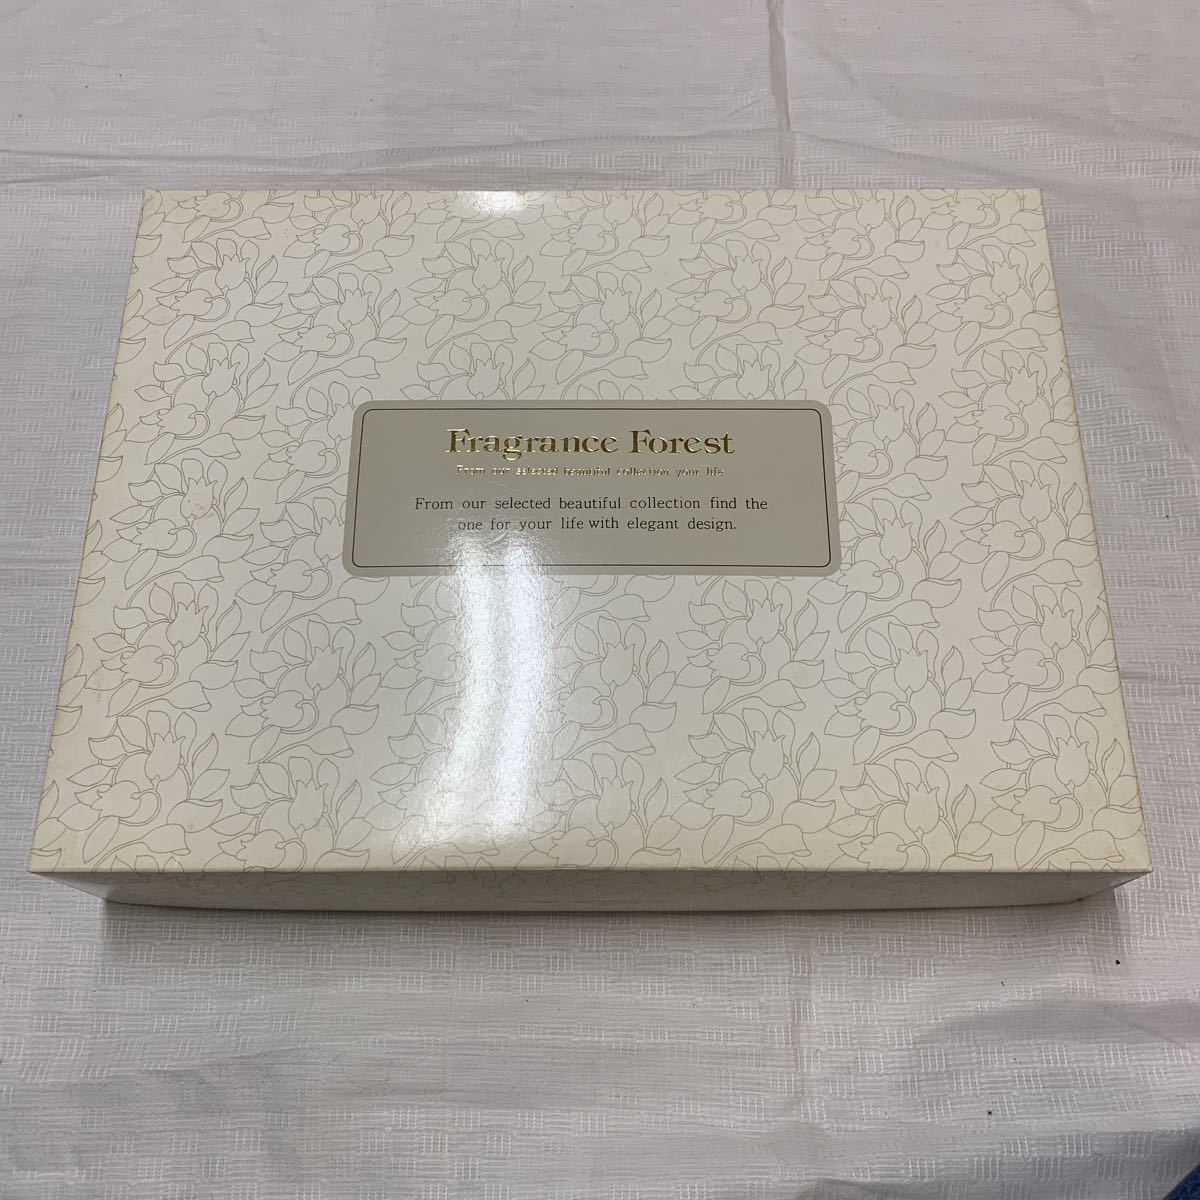 Fragrance Forest
From our selected beautiful collection your life
From our selected beautiful collection find the
one for your life with elegant design.